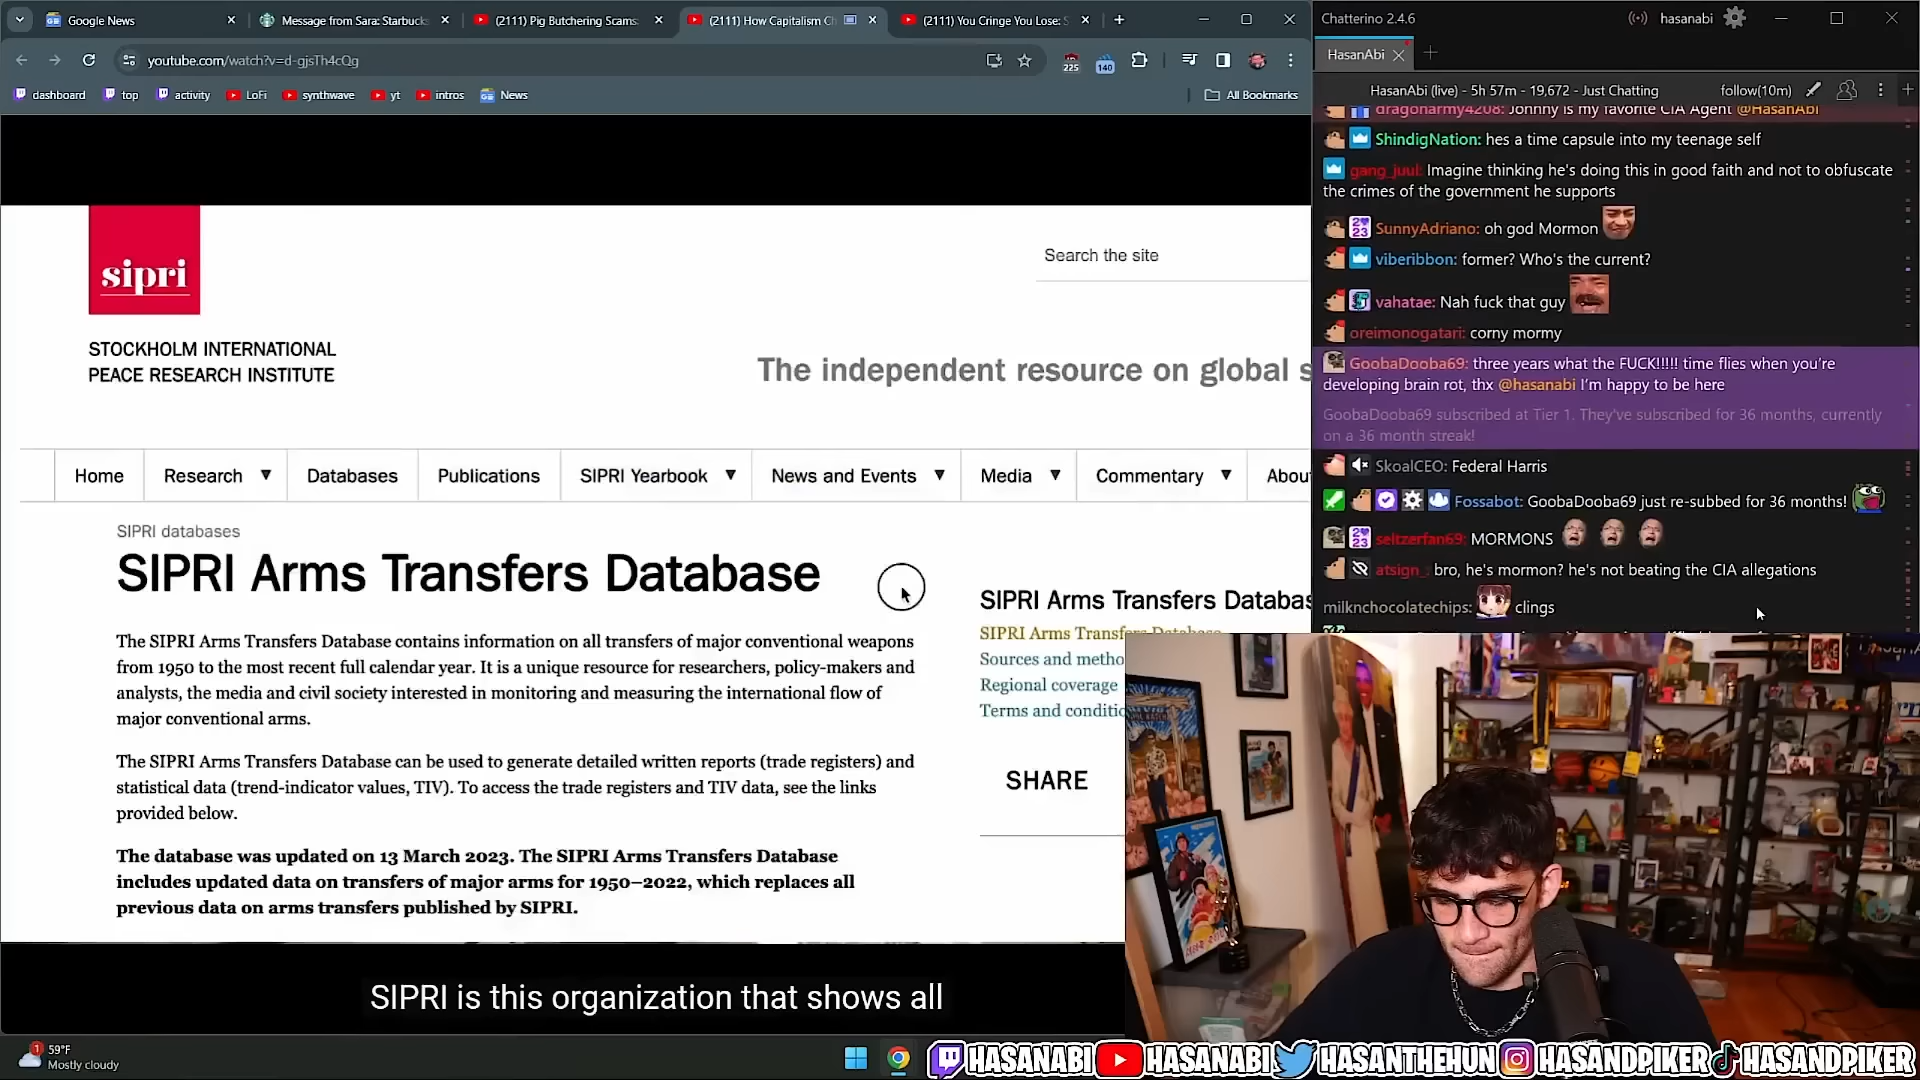 Google News
Message from Sara: Starbucks
(2111) Pig Butchering Scams:
(2111) How Capitalism Ch
(2111) You Cringe You Lose: S
youtube.com/watch?v=d-gjsTh4cQg
225
140
dashboard
top
activity
LoFi
synthwave
yt
intros
News
All Bookmarks
sipri
STOCKHOLM INTERNATIONAL
PEACE RESEARCH INSTITUTE
Search the site
The independent resource on global s
Home
Research
Databases
Publications
SIPRI Yearbook
News and Events
Media
Commentary
Abou
SIPRI databases
SIPRI Arms Transfers Database
The SIPRI Arms Transfers Database contains information on all transfers of major conventional weapons
from 1950 to the most recent full calendar year. It is a unique resource for researchers, policy-makers and
analysts, the media and civil society interested in monitoring and measuring the international flow of
major conventional arms.
The SIPRI Arms Transfers Database can be used to generate detailed written reports (trade registers) and
statistical data (trend-indicator values, TIV). To access the trade registers and TIV data, see the links
provided below.
The database was updated on 13 March 2023. The SIPRI Arms Transfers Database
includes updated data on transfers of major arms for 1950–2022, which replaces all
previous data on arms transfers published by SIPRI.
SIPRI Arms Transfers Databas
SIPRI Arms Transfers Database
Sources and metho
Regional coverage
Terms and conditio
SHARE
SIPRI is this organization that shows all
Chatterino 2.4.6
hasanabi
HasanAbi
HasanAbi (live) - 5h 57m - 19,672 - Just Chatting
follow(10m)
dragonarmy4208: Johnny is my favorite CIA Agent @HasanAbi
ShindigNation: hes a time capsule into my teenage self
gang_juul: Imagine thinking he's doing this in good faith and not to obfuscate
the crimes of the government he supports
SunnyAdriano: oh god Mormon
viberibbon: former? Who's the current?
vahatae: Nah fuck that guy
oreimonogatari: corny mormy
GoobaDooba69: three years what the FUCK!!!!! time flies when you're
developing brain rot, thx @hasanabi I'm happy to be here
GoobaDooba69 subscribed at Tier 1. They've subscribed for 36 months, currently
on a 36 month streak!
SkoalCEO: Federal Harris
Fossabot: GoobaDooba69 just re-subbed for 36 months!
seltzerfan69: MORMONS
atsign_: bro, he's mormon? he's not beating the CIA allegations
milknchocolatechips: clings
1
59°F
Mostly cloudy
HASANABI
HASANABI
HASANTHEHUN
HASANDPIKER
HASANDPIKER